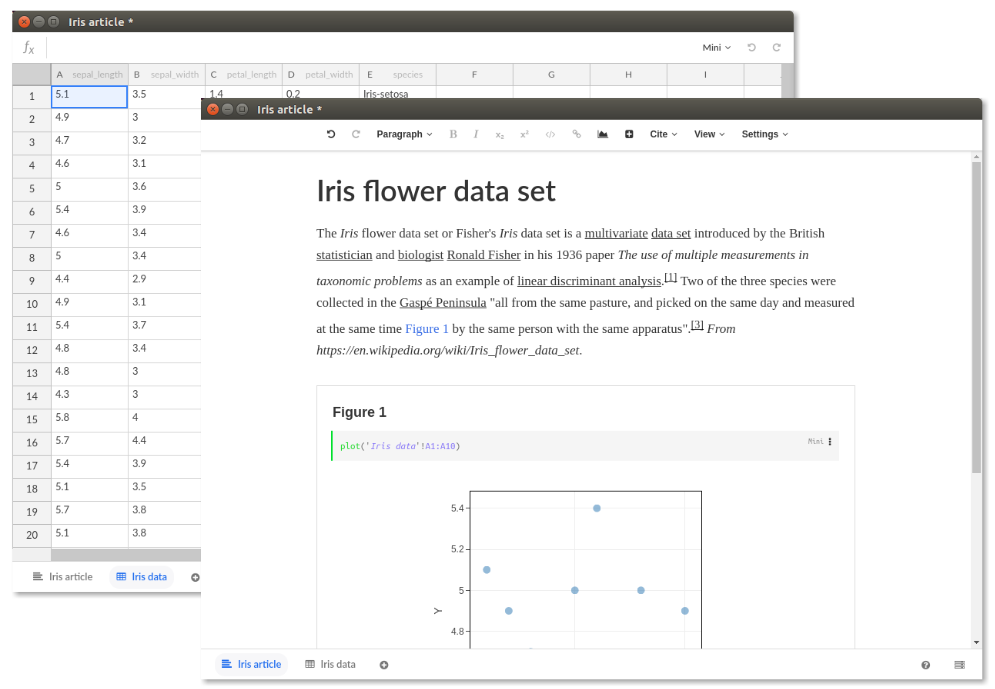 Iris article *
fx
Mini
A sepal_length B sepal_width C petal_length D petal_width E species F G H I
1 5.1 3.5 1.4 0.2 Iris-setosa
2 4.9 3
3 4.7 3.2
4 4.6 3.1
5 5 3.6
6 5.4 3.9
7 4.6 3.4
8 5 3.4
9 4.4 2.9
10 4.9 3.1
11 5.4 3.7
12 4.8 3.4
13 4.8 3
14 4.3 3
15 5.8 4
16 5.7 4.4
17 5.4 3.9
18 5.1 3.5
19 5.7 3.8
20 5.1 3.8
Iris article Iris data
Iris article *
Paragraph B I x₂ x² Cite View Settings
Iris flower data set
The Iris flower data set or Fisher's Iris data set is a multivariate data set introduced by the British
statistician and biologist Ronald Fisher in his 1936 paper The use of multiple measurements in
taxonomic problems as an example of linear discriminant analysis.[1] Two of the three species were
collected in the Gaspé Peninsula "all from the same pasture, and picked on the same day and measured
at the same time Figure 1 by the same person with the same apparatus".[3] From
https://en.wikipedia.org/wiki/Iris_flower_data_set.
Figure 1
plot('Iris data'!A1:A10)
Mini
5.4
5.2
5
Y
4.8
Iris article Iris data